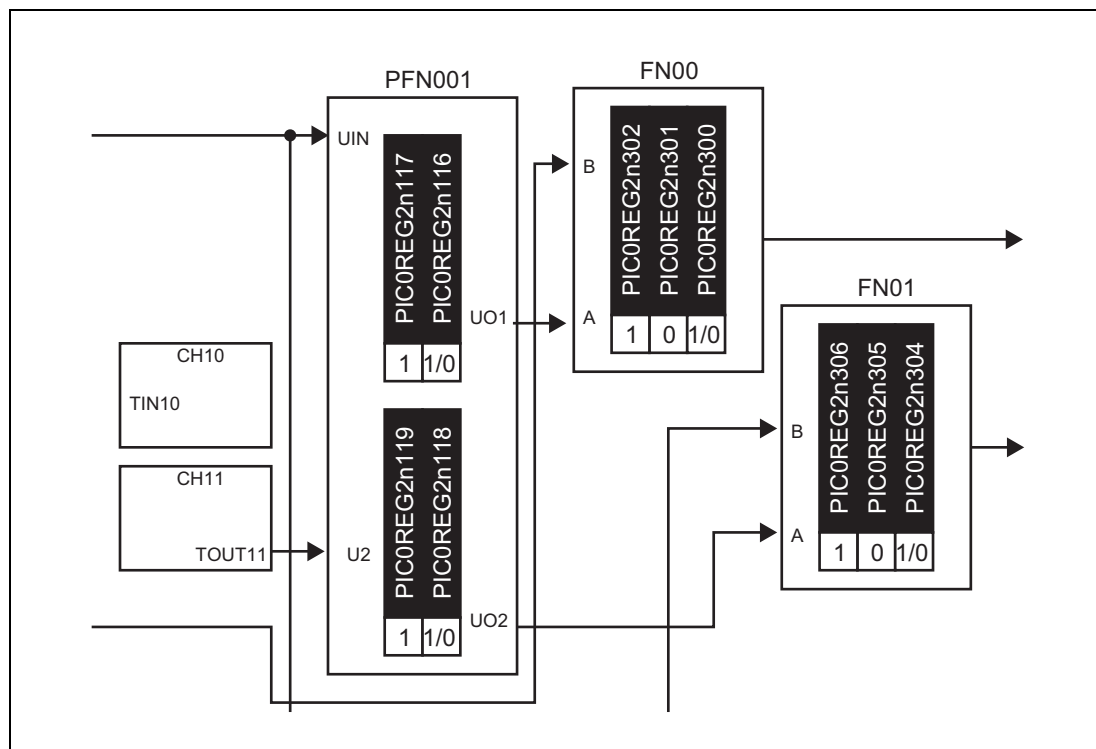 PFN001
UIN
PIC0REG2n117
PIC0REG2n116
1
1/0
UO1
PIC0REG2n119
PIC0REG2n118
1
1/0
U2
UO2
CH10
TIN10
CH11
TOUT11
FN00
B
A
PIC0REG2n302
PIC0REG2n301
PIC0REG2n300
1
0
1/0
FN01
B
A
PIC0REG2n306
PIC0REG2n305
PIC0REG2n304
1
0
1/0